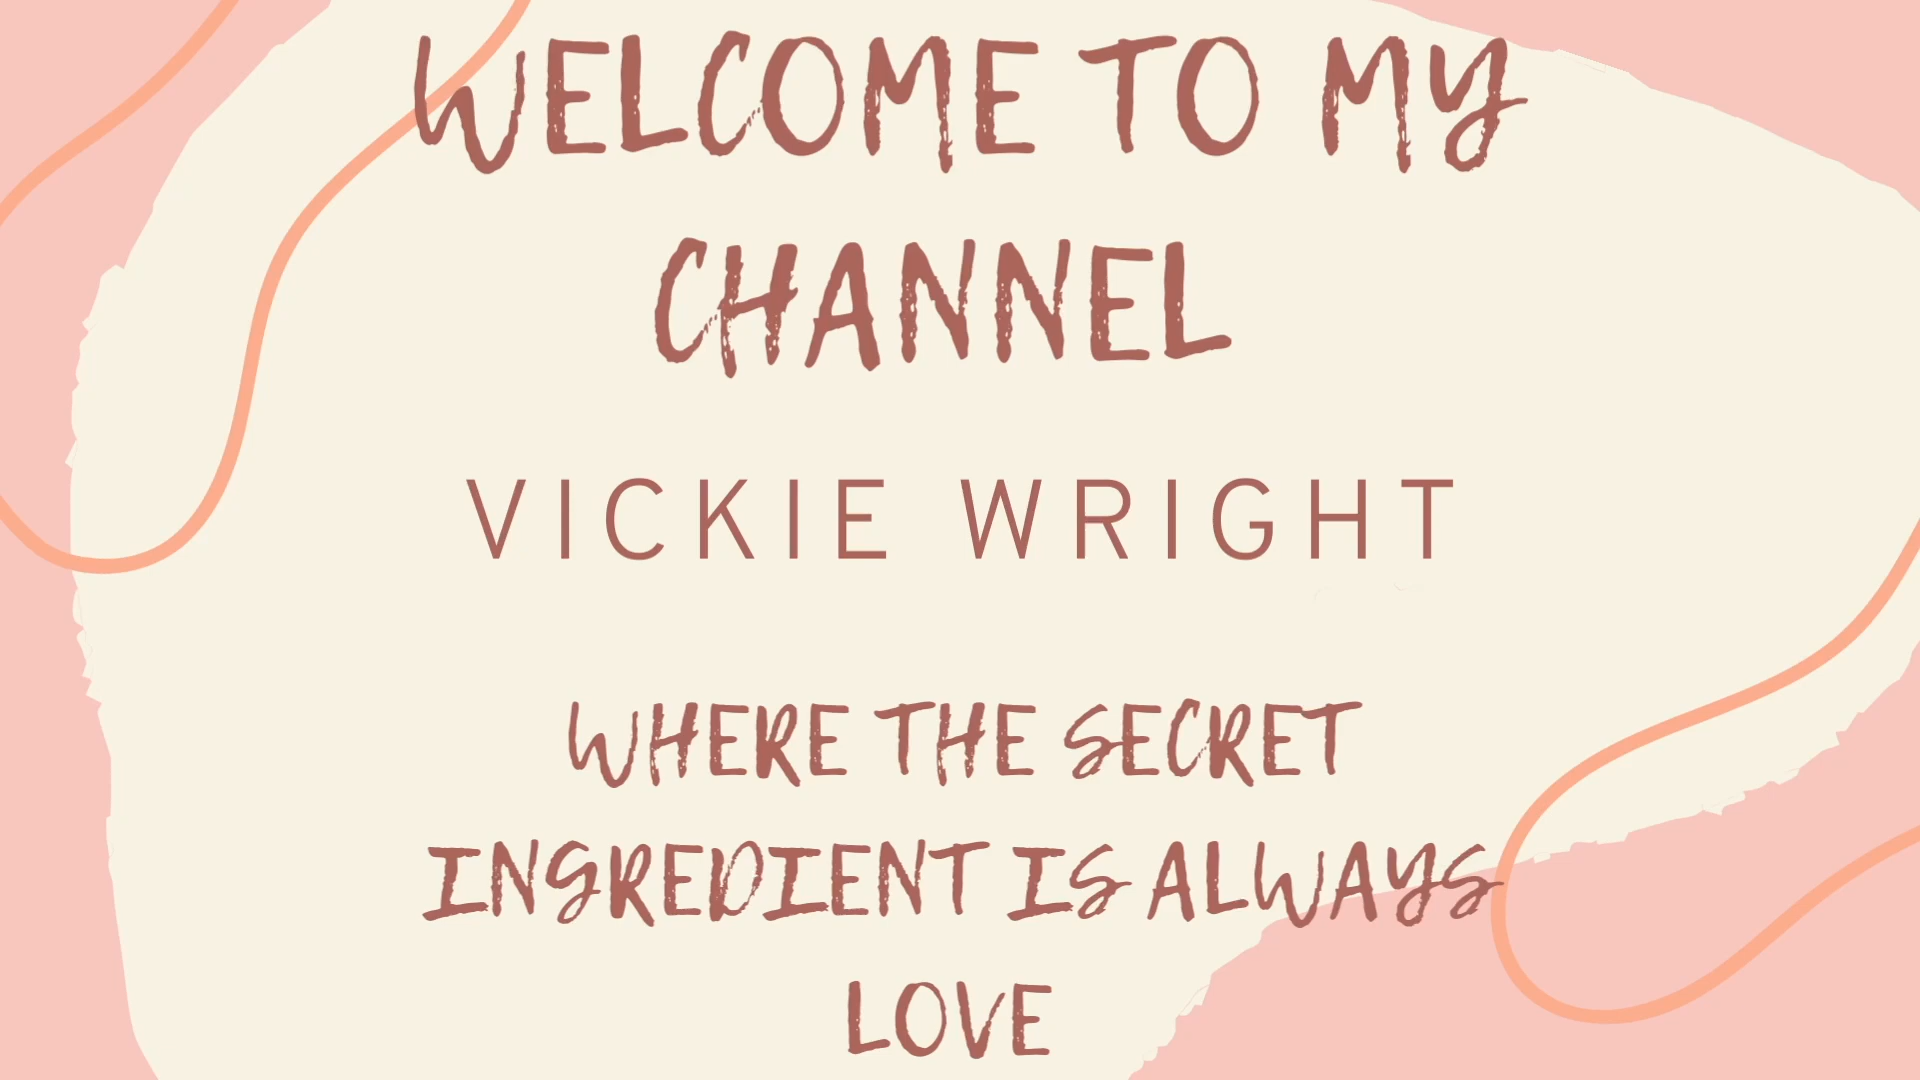 WELCOME TO MY
CHANNEL
VICKIE WRIGHT
WHERE THE SECRET
INGREDIENT IS ALWAYS
LOVE